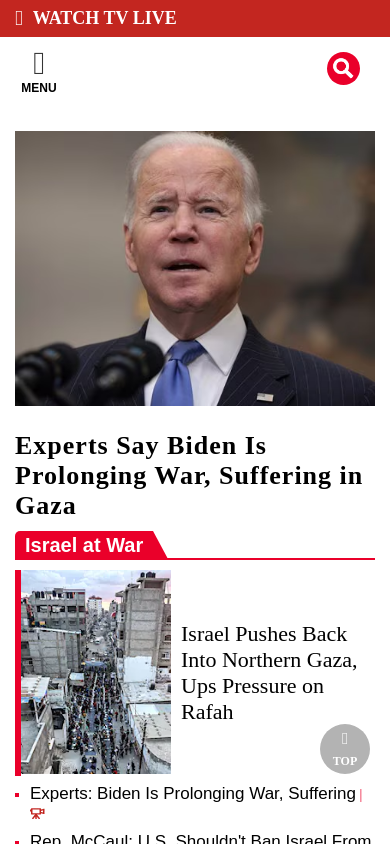 WATCH TV LIVE
MENU
Experts Say Biden Is
Prolonging War, Suffering in
Gaza
Israel at War
Israel Pushes Back
Into Northern Gaza,
Ups Pressure on
Rafah
TOP
Experts: Biden Is Prolonging War, Suffering |
Rep. McCaul: U.S. Shouldn't Ban Israel From